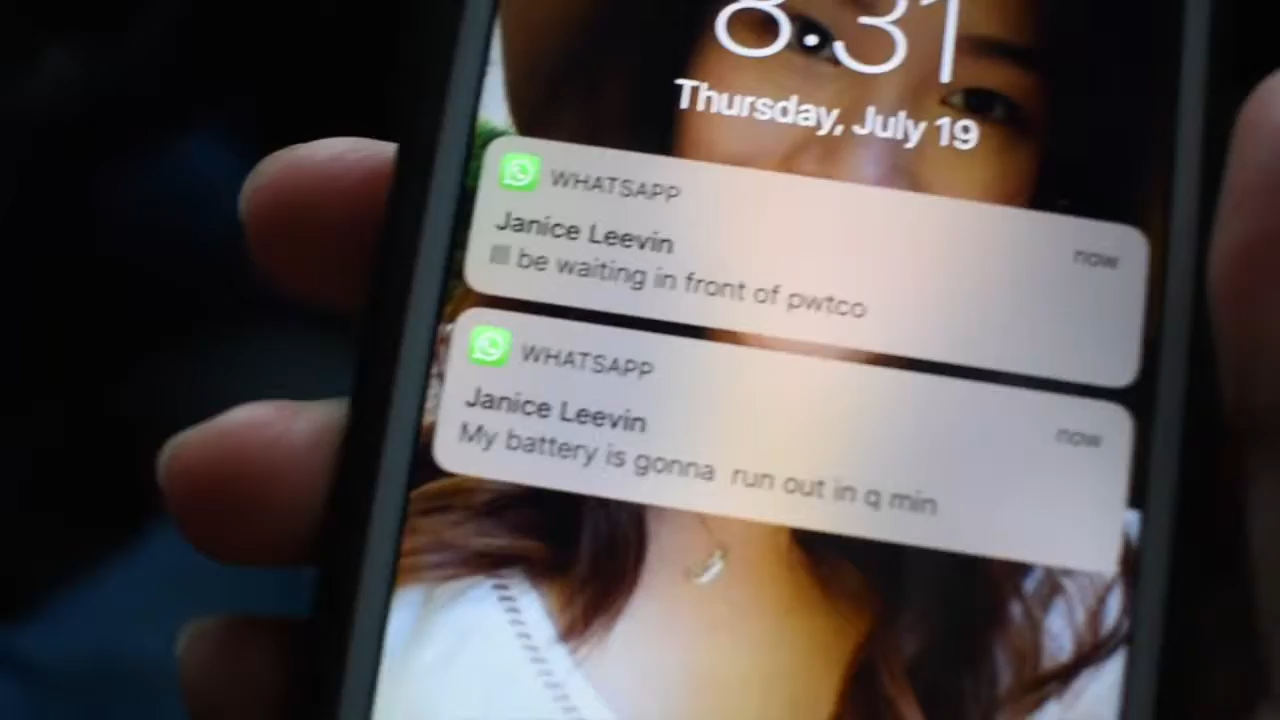 8:31
Thursday, July 19
WHATSAPP
now
Janice Leevin
Ill be waiting in front of pwtco
WHATSAPP
now
Janice Leevin
My battery is gonna run out in q min